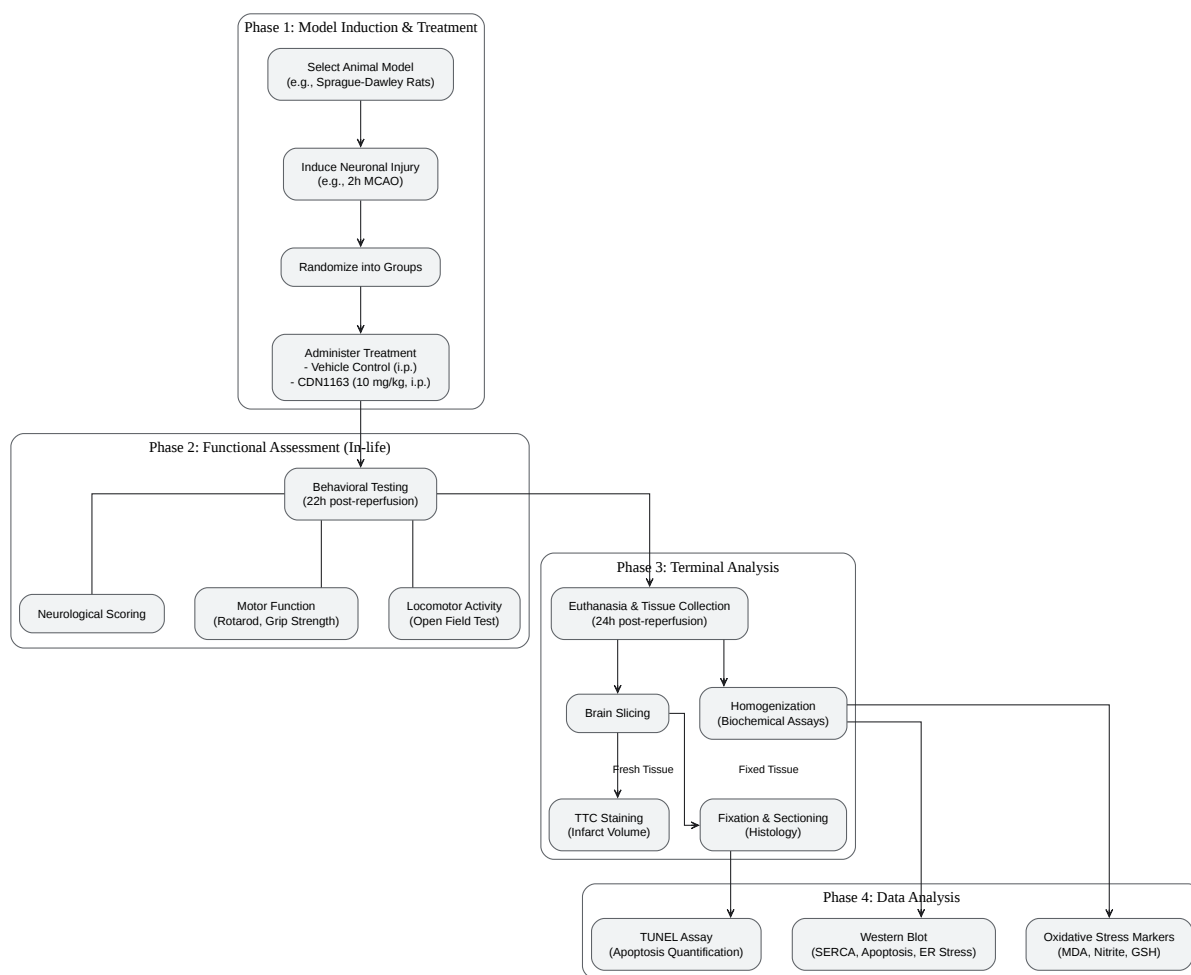 Phase 1: Model Induction & Treatment
Select Animal Model
(e.g., Sprague-Dawley Rats)
Induce Neuronal Injury
(e.g., 2h MCAO)
Randomize into Groups
Administer Treatment
- Vehicle Control (i.p.)
- CDN1163 (10 mg/kg, i.p.)
Phase 2: Functional Assessment (In-life)
Behavioral Testing
(22h post-reperfusion)
Neurological Scoring
Motor Function
(Rotarod, Grip Strength)
Locomotor Activity
(Open Field Test)
Phase 3: Terminal Analysis
Euthanasia & Tissue Collection
(24h post-reperfusion)
Brain Slicing
Homogenization
(Biochemical Assays)
Fresh Tissue
Fixed Tissue
TTC Staining
(Infarct Volume)
Fixation & Sectioning
(Histology)
Phase 4: Data Analysis
TUNEL Assay
(Apoptosis Quantification)
Western Blot
(SERCA, Apoptosis, ER Stress)
Oxidative Stress Markers
(MDA, Nitrite, GSH)